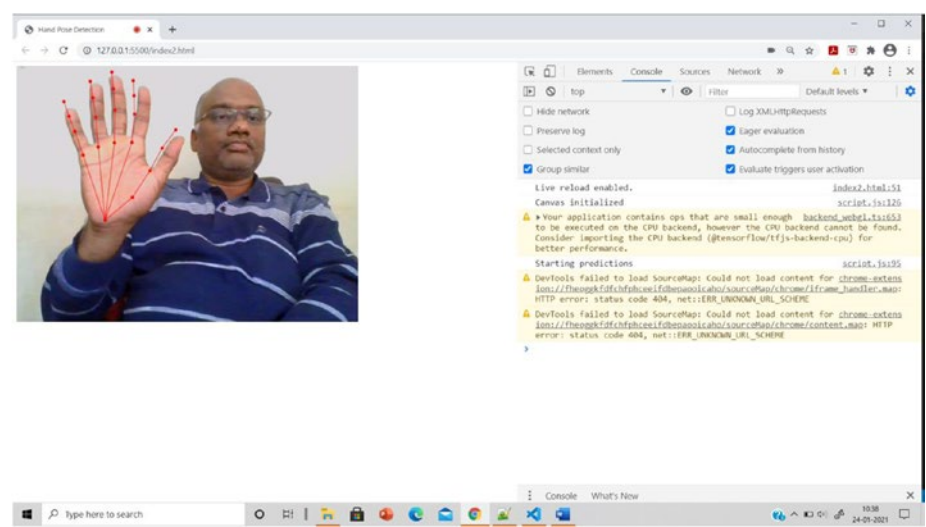 Hand Pose Detection
127.0.0.1:5500/index2.html
Elements Console Sources Network » 1
top Filter Default levels ▾
Hide network Log XMLHttpRequests
Preserve log Eager evaluation
Selected context only Autocomplete from history
Group similar Evaluate triggers user activation
Live reload enabled. index2.html:51
Canvas initialized script.js:126
Your application contains ops that are small enough backend_webgl.ts:653
to be executed on the CPU backend, however the CPU backend cannot be found.
Consider importing the CPU backend (@tensorflow/tfjs-backend-cpu) for
better performance.
Starting predictions script.js:95
DevTools failed to load SourceMap: Could not load content for chrome-extens
HTTP error: status code 404, net::ERR_UNKNOWN_URL_SCHEME
DevTools failed to load SourceMap: Could not load content for chrome-extens
HTTP
error: status code 404, net::ERR_UNKNOWN_URL_SCHEME
Console What's New
Type here to search
10:38
24-01-2021